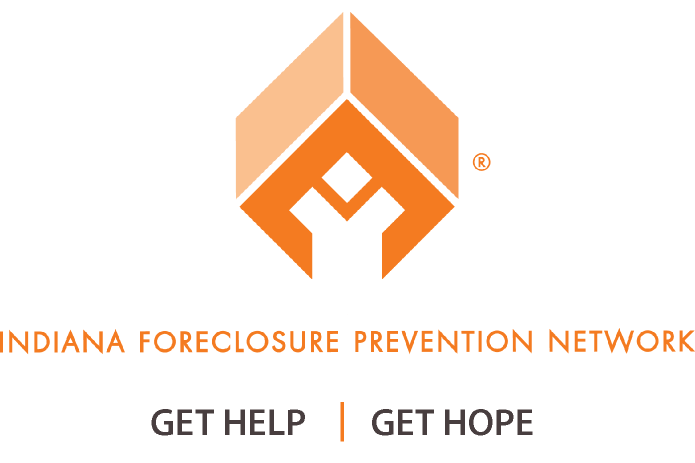 ®
INDIANA FORECLOSURE PREVENTION NETWORK
GET HELP | GET HOPE